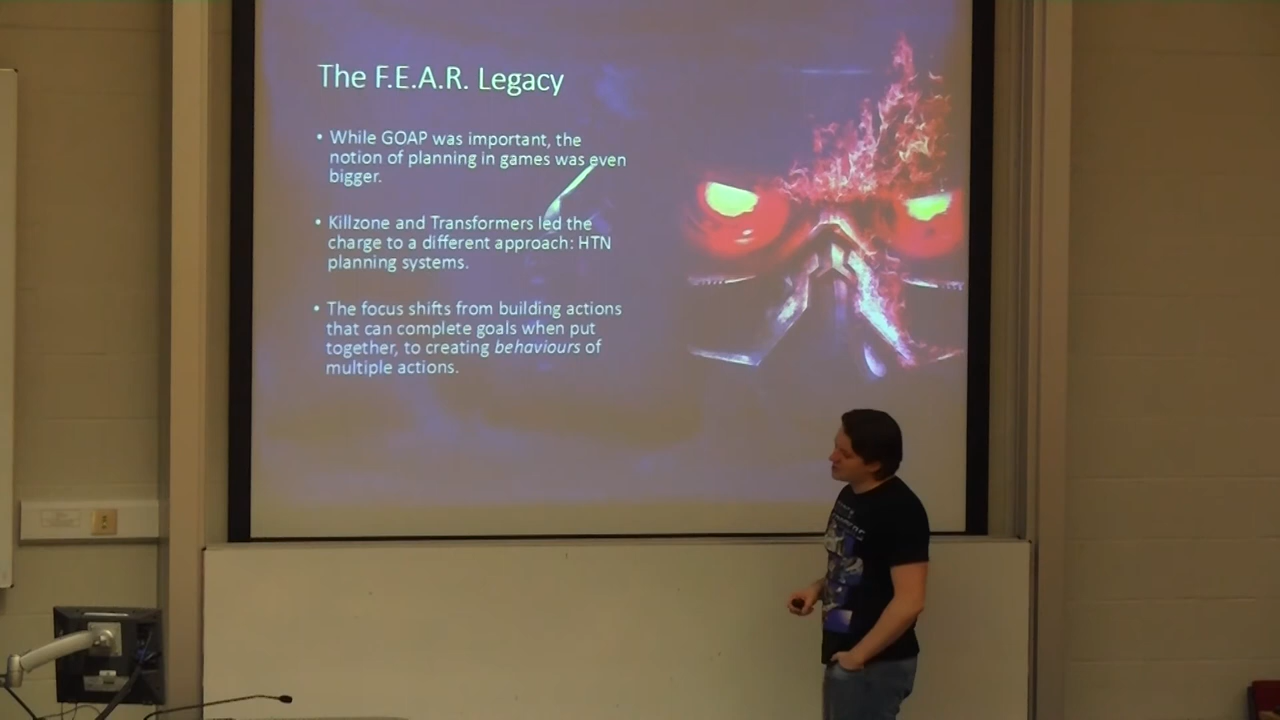 The F.E.A.R. Legacy
• While GOAP was important, the
notion of planning in games was even
bigger.
• Killzone and Transformers led the
charge to a different approach: HTN
planning systems.
• The focus shifts from building actions
that can complete goals when put
together, to creating behaviours of
multiple actions.